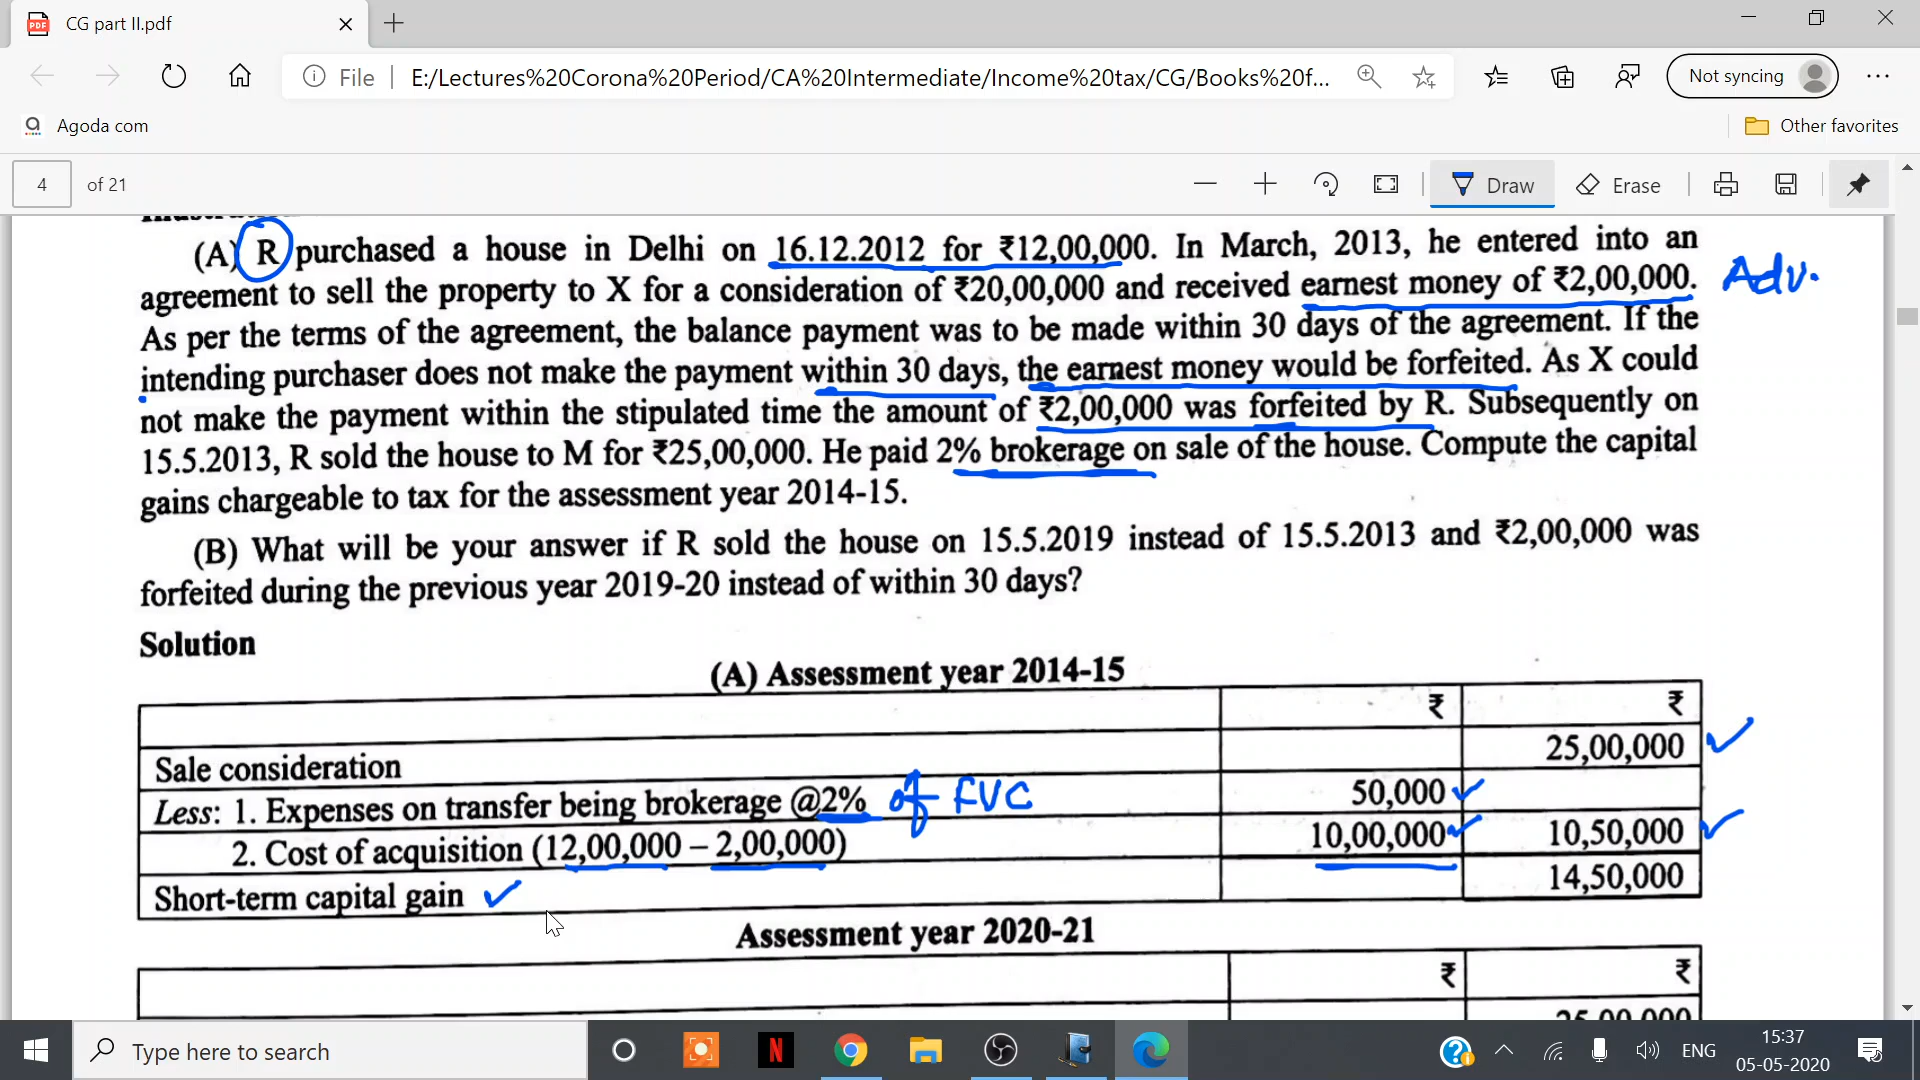 CG part II.pdf
File
E:/Lectures%20Corona%20Period/CA%20Intermediate/Income%20tax/CG/Books%20f...
Not syncing
Agoda com
Other favorites
4 of 21
Draw
Erase
(A) R purchased a house in Delhi on 16.12.2012 for ₹12,00,000. In March, 2013, he entered into an
agreement to sell the property to X for a consideration of ₹20,00,000 and received earnest money of ₹2,00,000. Adv.
As per the terms of the agreement, the balance payment was to be made within 30 days of the agreement. If the
intending purchaser does not make the payment within 30 days, the earnest money would be forfeited. As X could
not make the payment within the stipulated time the amount of ₹2,00,000 was forfeited by R. Subsequently on
15.5.2013, R sold the house to M for ₹25,00,000. He paid 2% brokerage on sale of the house. Compute the capital
gains chargeable to tax for the assessment year 2014-15.
(B) What will be your answer if R sold the house on 15.5.2019 instead of 15.5.2013 and ₹2,00,000 was
forfeited during the previous year 2019-20 instead of within 30 days?
Solution
(A) Assessment year 2014-15
₹ ₹
Sale consideration 25,00,000
Less: 1. Expenses on transfer being brokerage @2% of FVC 50,000
2. Cost of acquisition (12,00,000 – 2,00,000) 10,00,000 10,50,000
Short-term capital gain 14,50,000
Assessment year 2020-21
₹ ₹
Type here to search
ENG
15:37
05-05-2020